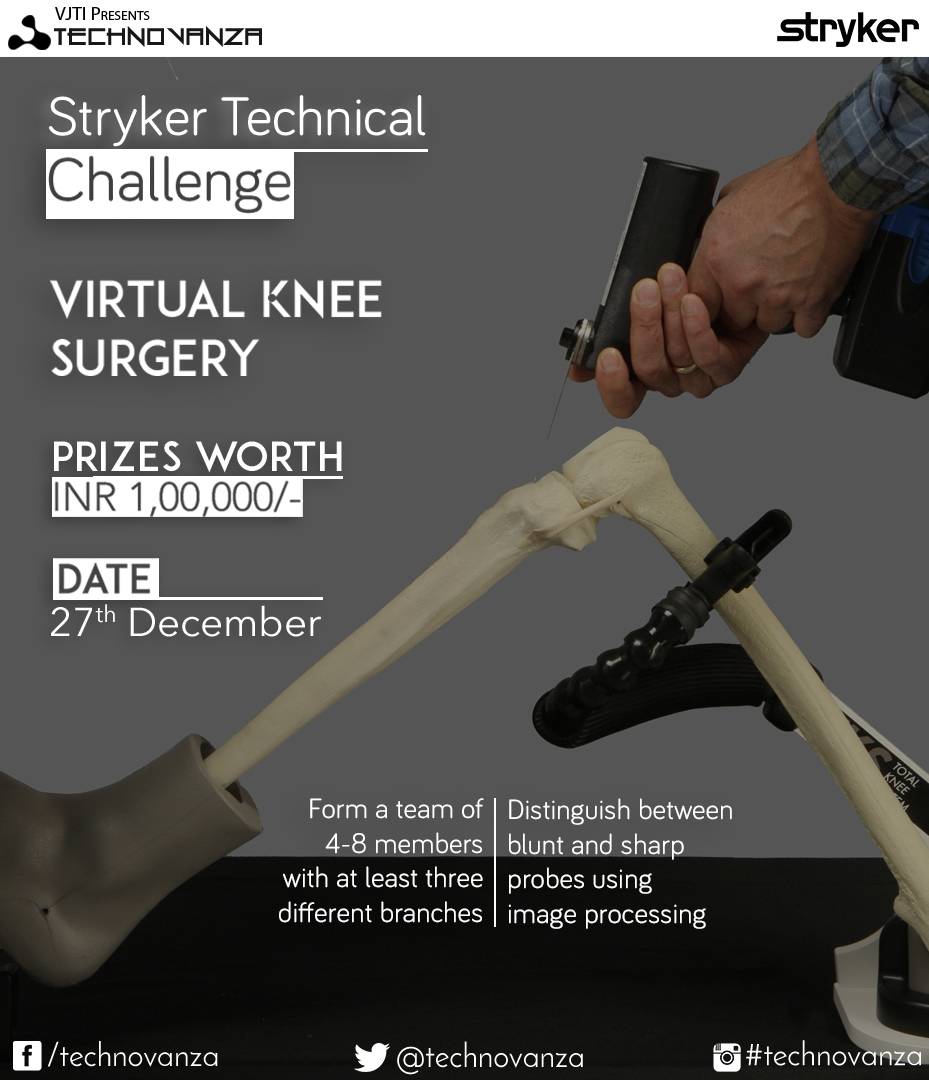 VJTI PRESENTS
TECHNOVANZA
stryker
Stryker Technical
Challenge
VIRTUAL KNEE
SURGERY
PRIZES WORTH
INR 1,00,000/-
DATE
27th December
TOTAL
KNEE
Form a team of
4-8 members
with at least three
different branches
Distinguish between
blunt and sharp
probes using
image processing
/technovanza
@technovanza
#technovanza